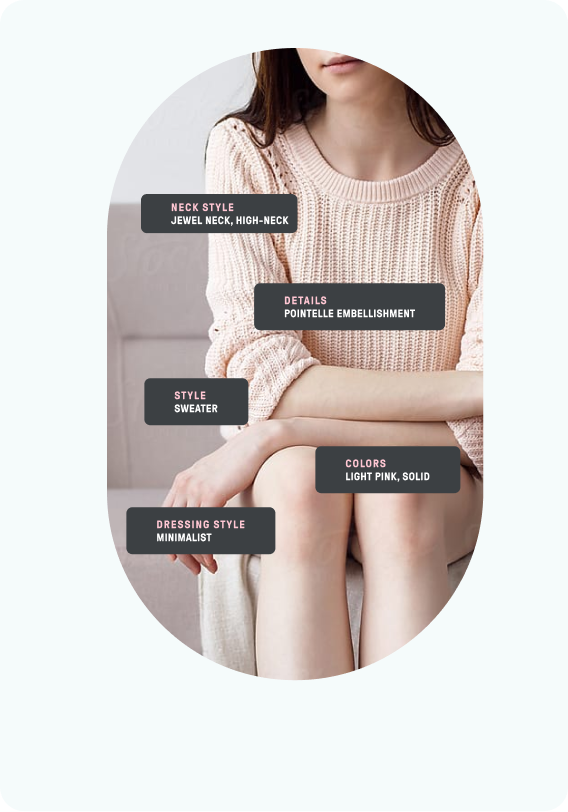 NECK STYLE
JEWEL NECK, HIGH-NECK
DETAILS
POINTELLE EMBELLISHMENT
STYLE
SWEATER
COLORS
LIGHT PINK, SOLID
DRESSING STYLE
MINIMALIST